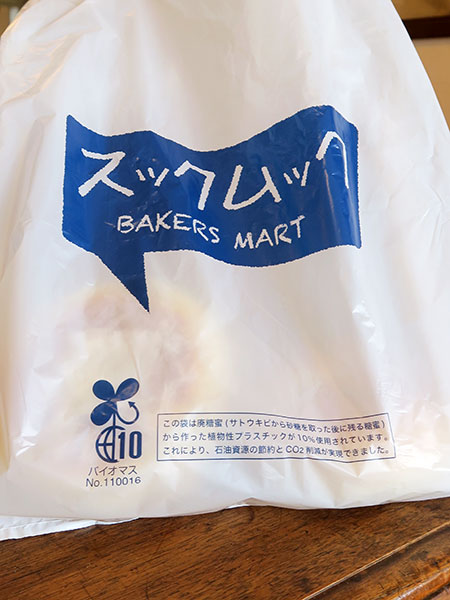 スックムック
BAKERS MART
10
バイオマス
No.110016
この袋は廃糖蜜(サトウキビから砂糖を取った後に残る糖蜜)
から作った植物性プラスチックが10%使用されています。
これにより、石油資源の節約とCO2削減が実現できました。